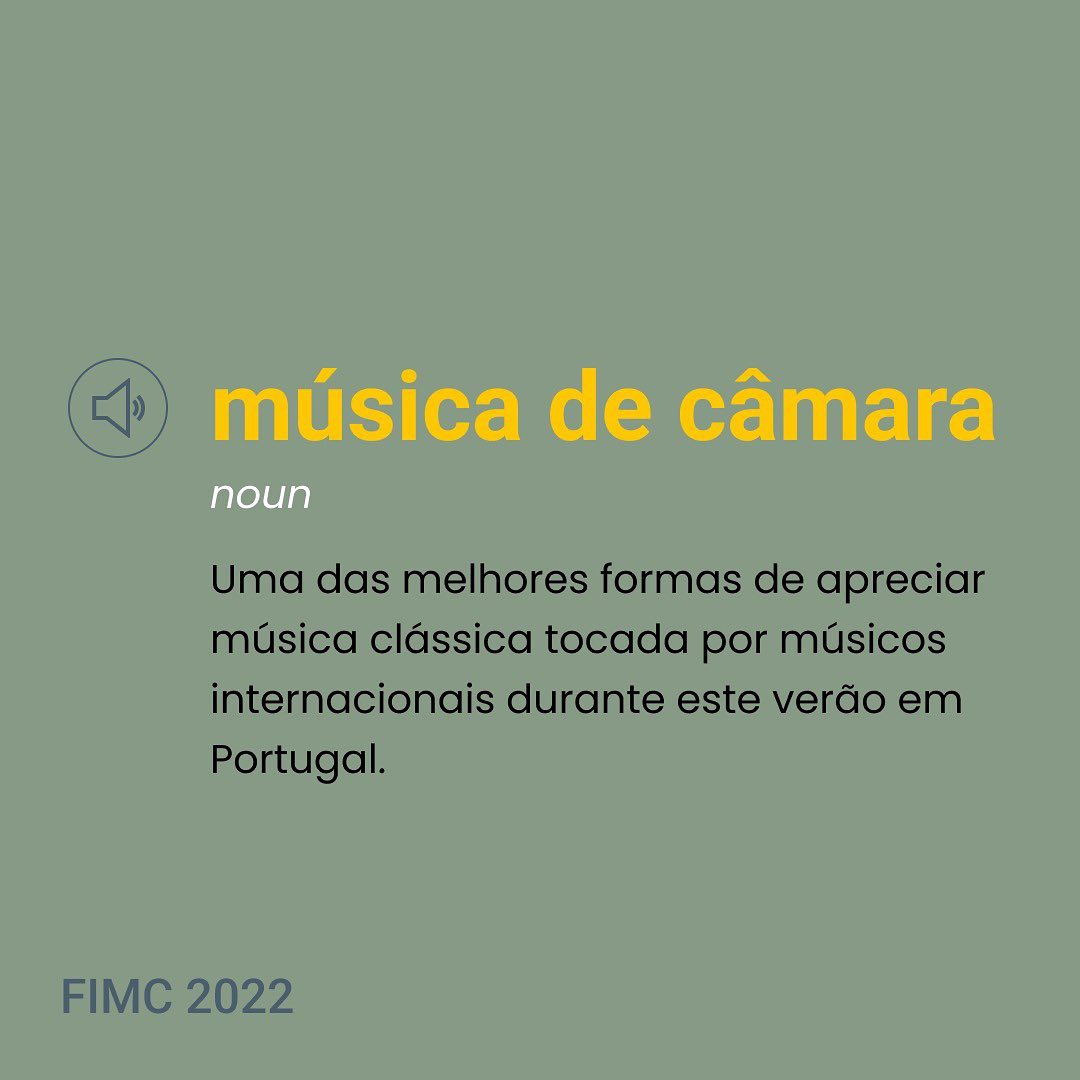 música de câmara
noun
Uma das melhores formas de apreciar
música clássica tocada por músicos
internacionais durante este verão em
Portugal.
FIMC 2022